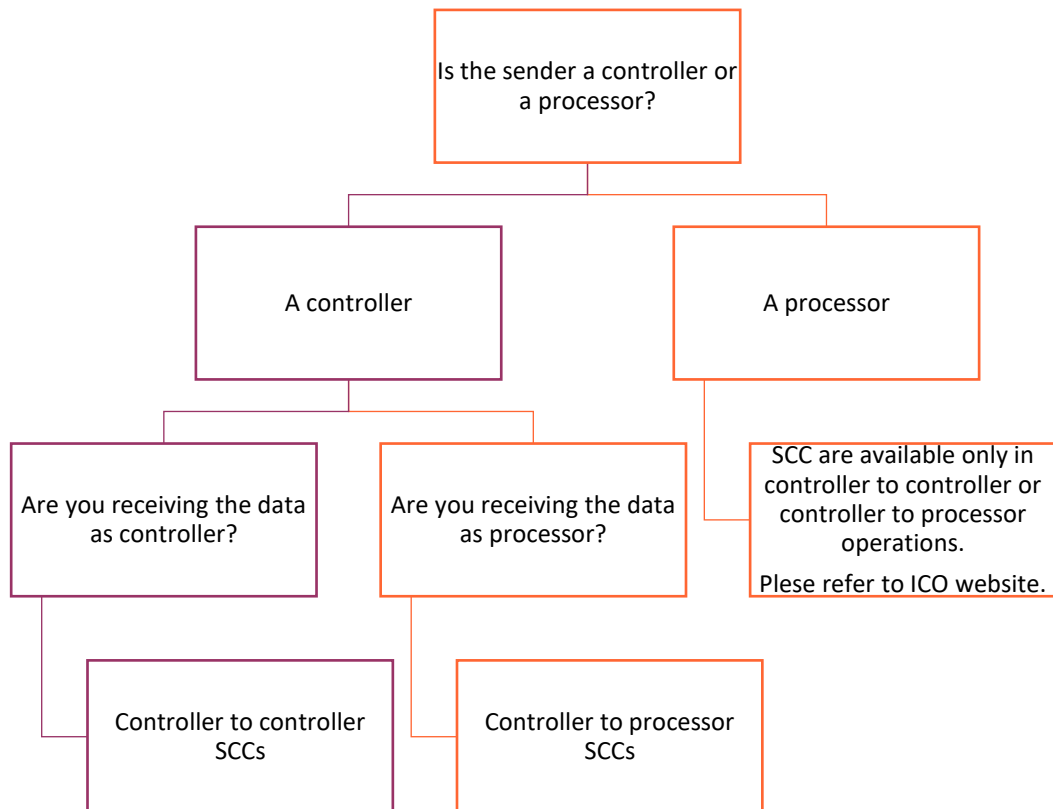 Is the sender a controller or
a processor?
A controller
A processor
Are you receiving the data
as controller?
Are you receiving the data
as processor?
SCC are available only in
controller to controller or
controller to processor
operations.
Plese refer to ICO website.
Controller to controller
SCCs
Controller to processor
SCCs